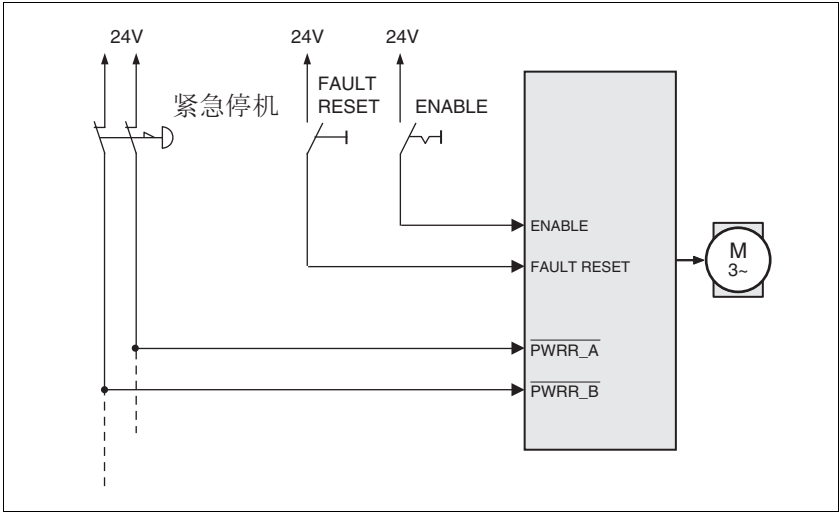 24V
24V
24V
紧急停机
FAULT
RESET
ENABLE
ENABLE
FAULT RESET
PWRR_A
PWRR_B
M
3~